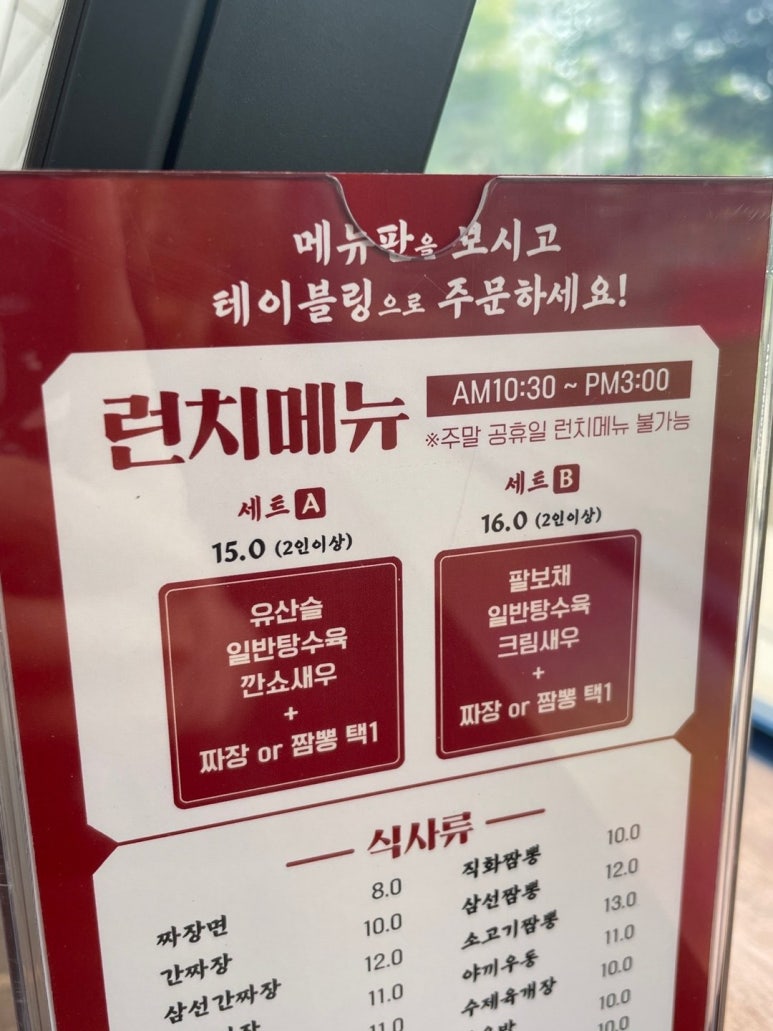 메뉴판을 보시고
테이블링으로 주문하세요!
런치메뉴
AM10:30 ~ PM3:00
※주말 공휴일 런치메뉴 불가능
세트 A
15.0 (2인이상)
유산슬
일반탕수육
깐쇼새우
+
짜장 or 짬뽕 택1
세트 B
16.0 (2인이상)
팔보채
일반탕수육
크림새우
+
짜장 or 짬뽕 택1
식사류
짜장면 8.0
간짜장 10.0
삼선간짜장 12.0
11.0
11.0
직화짬뽕 10.0
삼선짬뽕 12.0
소고기짬뽕 13.0
야끼우동 11.0
수제육개장 10.0
10.0
10.0